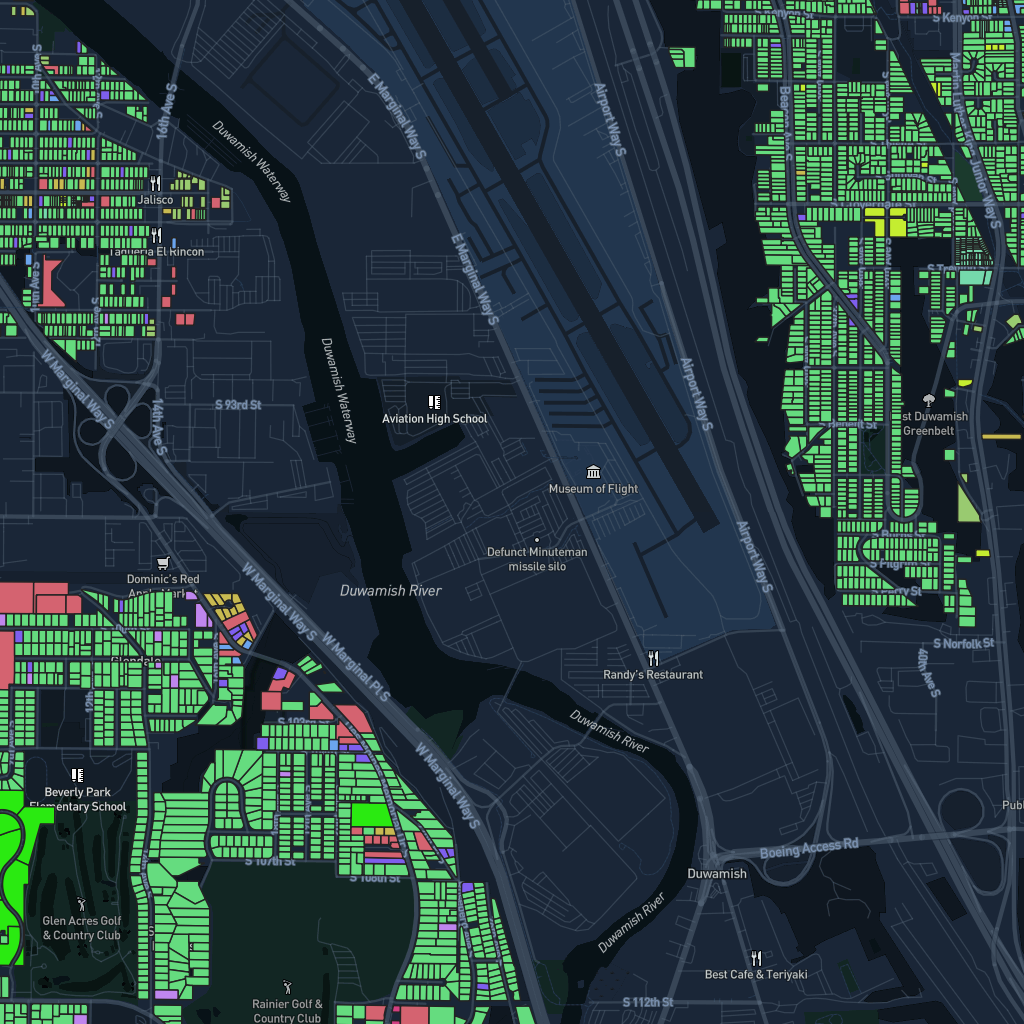 S Kenyon St
S Kenyon St
Martin Luther King Junior Way S
Beacon Ave S
16th Ave S
E Marginal Way S
Airport Way S
Duwamish Waterway
Jalisco
Taqueria El Rincon
E Marginal Way S
14th Ave S
Duwamish Waterway
W Marginal Way S
14th Ave S
S 93rd St
Aviation High School
Airport Way S
st Duwamish
Greenbelt
Museum of Flight
Airport Way S
Defunct Minuteman
missile silo
Dominic's Red
Duwamish River
W Marginal Way S
W Marginal Pl S
Glendale
S Norfolk St
40th Ave S
Randy's Restaurant
Duwamish River
W Marginal Way S
Beverly Park
Elementary School
Publ
Boeing Access Rd
Duwamish
S 107th St
S 108th St
Glen Acres Golf
& Country Club
Duwamish River
Best Cafe & Teriyaki
Rainier Golf &
Country Club
S 112th St